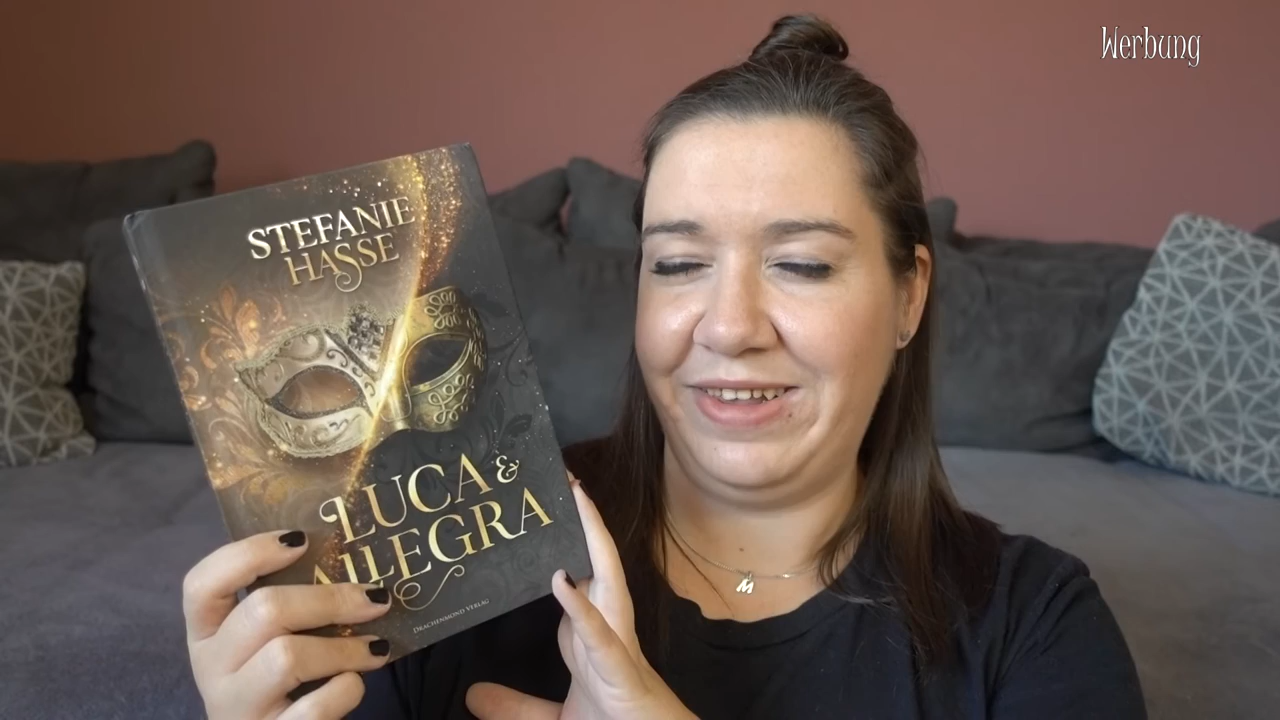 Werbung
STEFANIE
HASSE
LUCA &
ALLEGRA
DRACHENMOND VERLAG
M